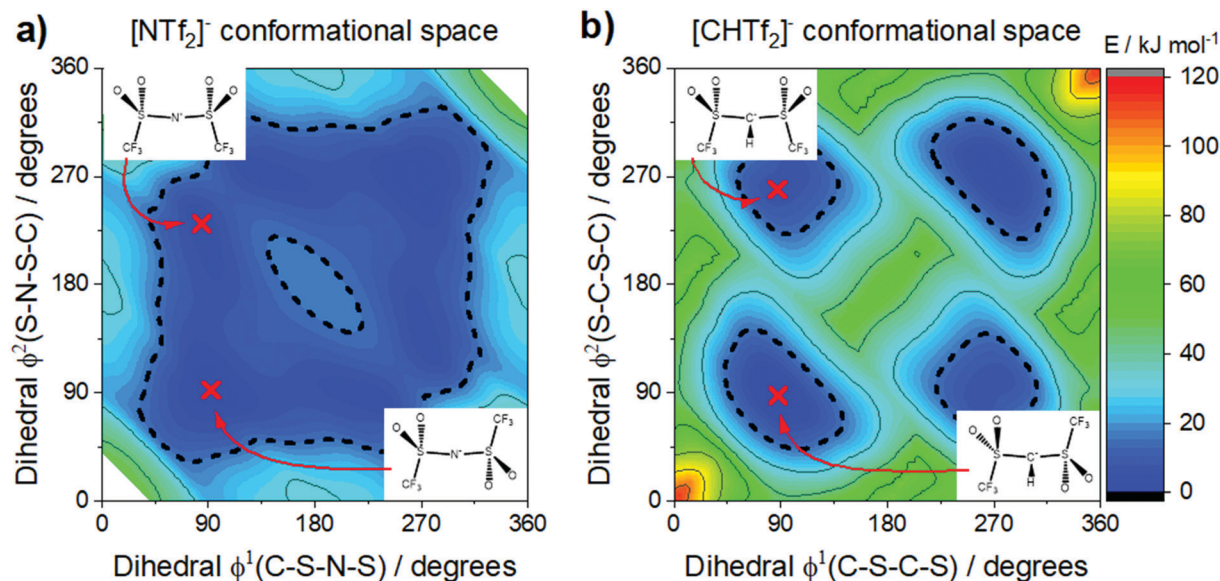 a)
[NTf₂]⁻ conformational space
b)
[CHTf₂]⁻ conformational space
E / kJ mol⁻¹
Dihedral ϕ²(S-N-S-C) / degrees
360
270
180
90
0
O O O O
S N⁻ S
CF₃ CF₃
O O CF₃
O S N⁻ S O
CF₃ O
0 90 180 270 360
Dihedral ϕ¹(C-S-N-S) / degrees
Dihedral ϕ²(S-C-S-C) / degrees
360
270
180
90
0
O O O O
S C⁻ S
CF₃ H CF₃
O O CF₃
S C⁻ S
CF₃ H O O
0 90 180 270 360
Dihedral ϕ¹(C-S-C-S) / degrees
120
100
80
60
40
20
0